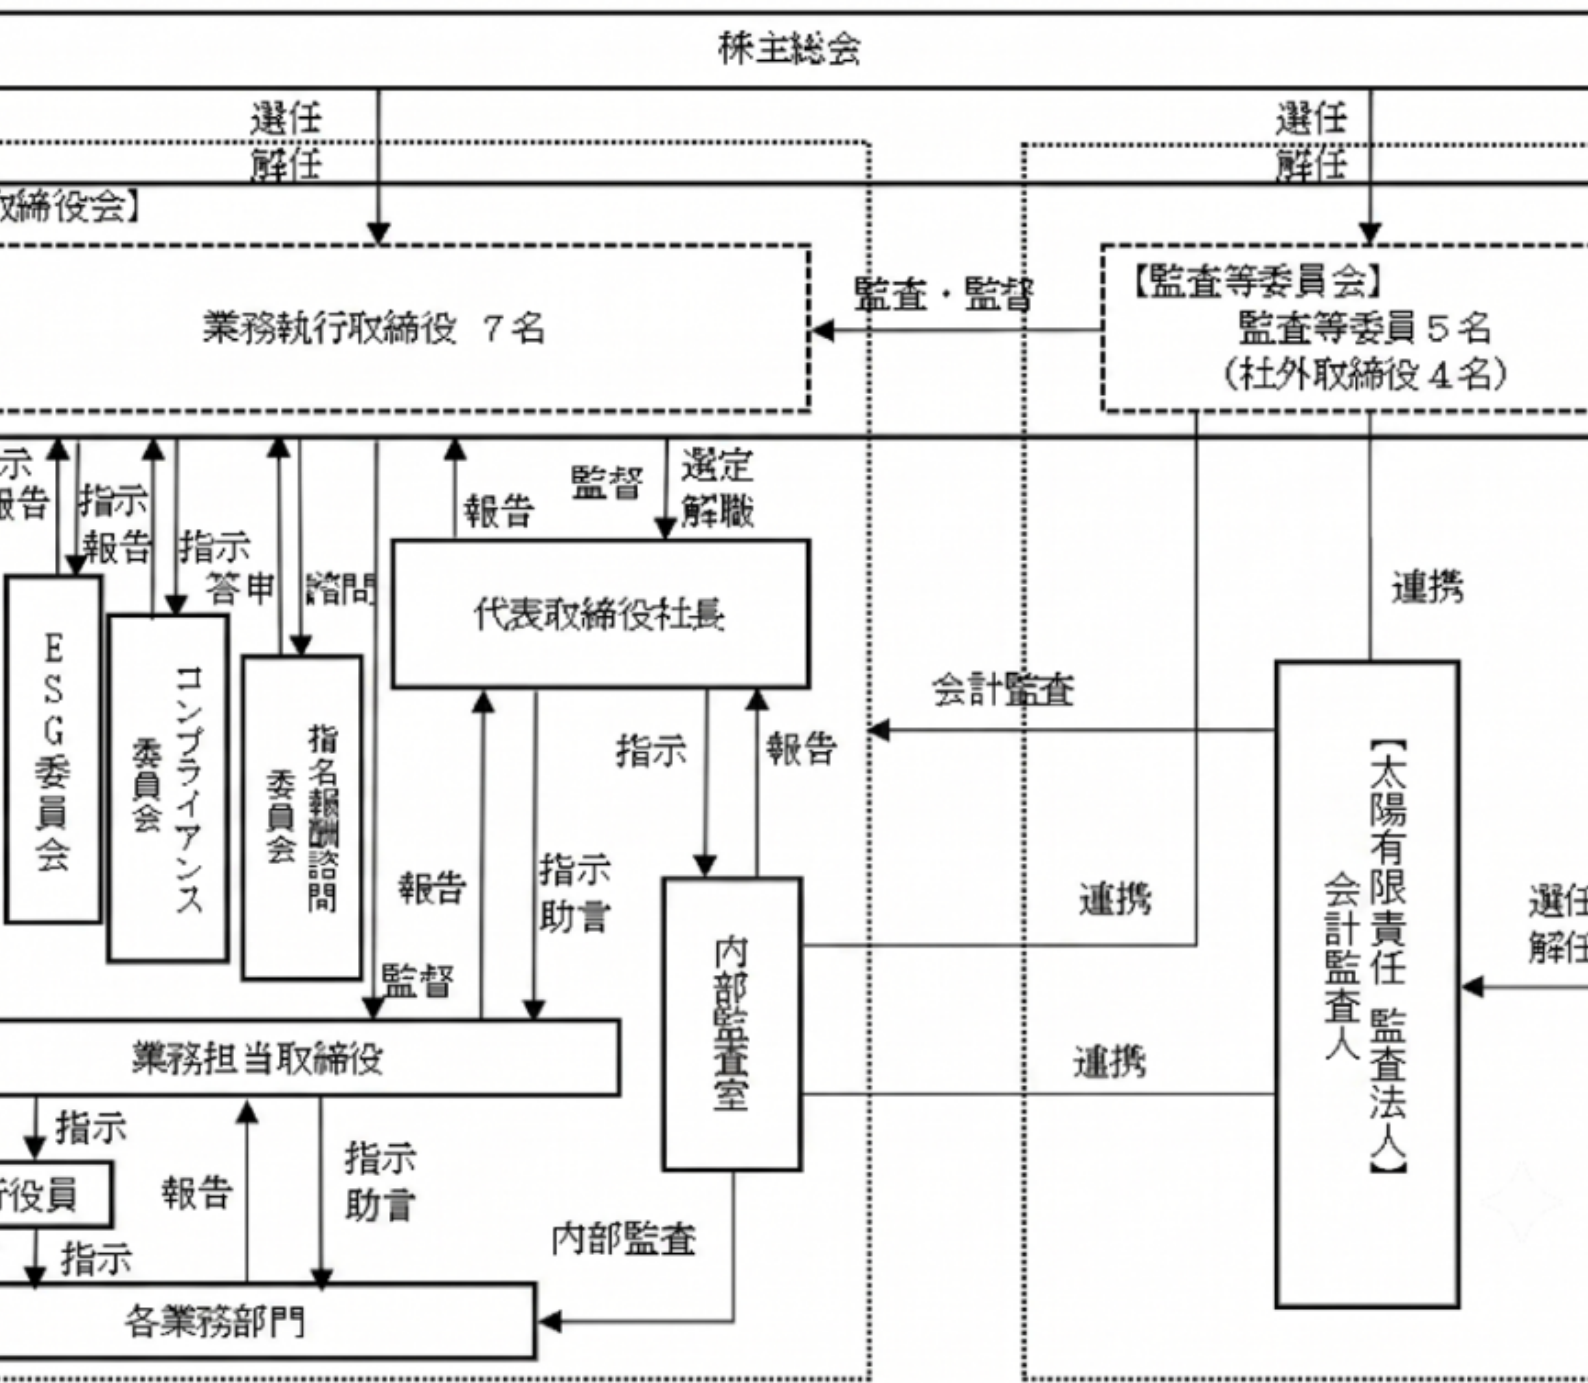 株主総会
選任
解任
選任
解任
取締役会】
業務執行取締役 7名
監査・監督
【監査等委員会】
監査等委員5名
(社外取締役4名)
示
報告
指示
報告
指示
答申
諮問
報告
監督
選定
解職
代表取締役社長
連携
ESG委員会
コンプライアンス
委員会
指名報酬諮問
委員会
会計監査
指示
報告
報告
指示
助言
監督
内部監査室
連携
連携
【太陽有限責任 監査法人】
会計監査人
選任
解任
業務担当取締役
指示
行役員
指示
報告
指示
助言
内部監査
各業務部門